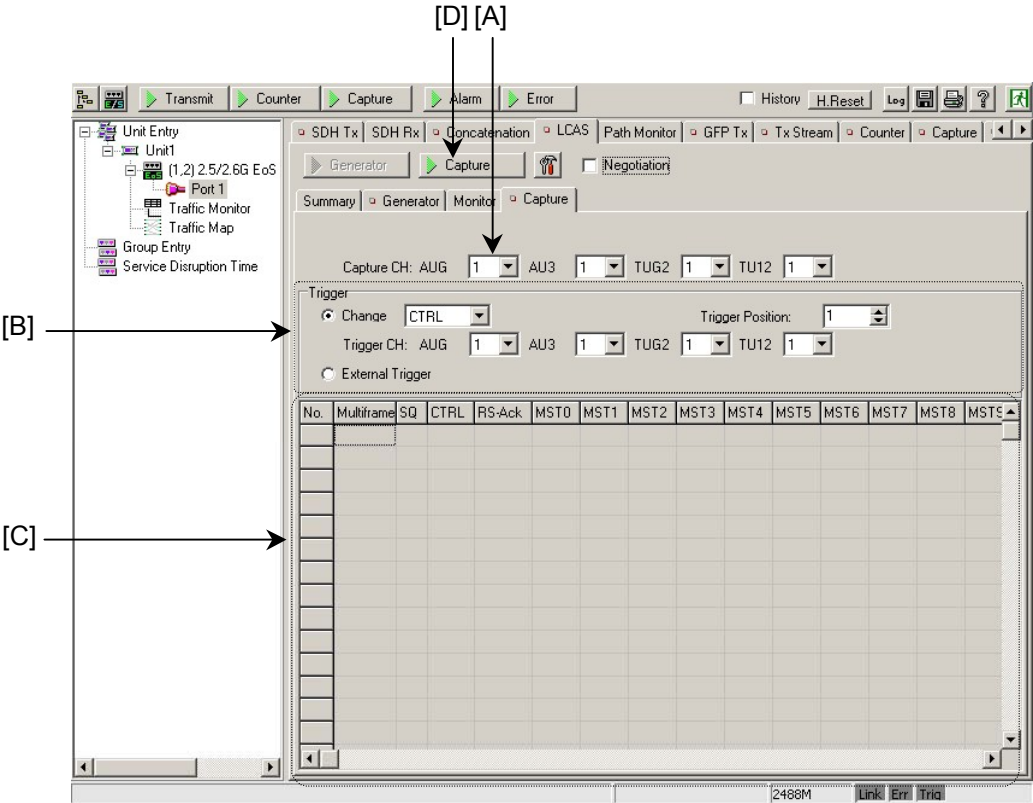 [D] [A]
Transmit Counter Capture Alarm Error History H.Reset Log ?
Unit Entry
Unit1
(1,2) 2.5/2.6G EoS
Port 1
Traffic Monitor
Traffic Map
Group Entry
Service Disruption Time
SDH Tx SDH Rx Concatenation LCAS Path Monitor GFP Tx Tx Stream Counter Capture
Generator Capture Negotiation
Summary Generator Monitor Capture
Capture CH: AUG 1 AU3 1 TUG2 1 TU12 1
[B]
Trigger
Change CTRL Trigger Position: 1
Trigger CH: AUG 1 AU3 1 TUG2 1 TU12 1
External Trigger
No. Multiframe SQ CTRL RS-Ack MST0 MST1 MST2 MST3 MST4 MST5 MST6 MST7 MST8 MST9
[C]
2488M Link Err Trig